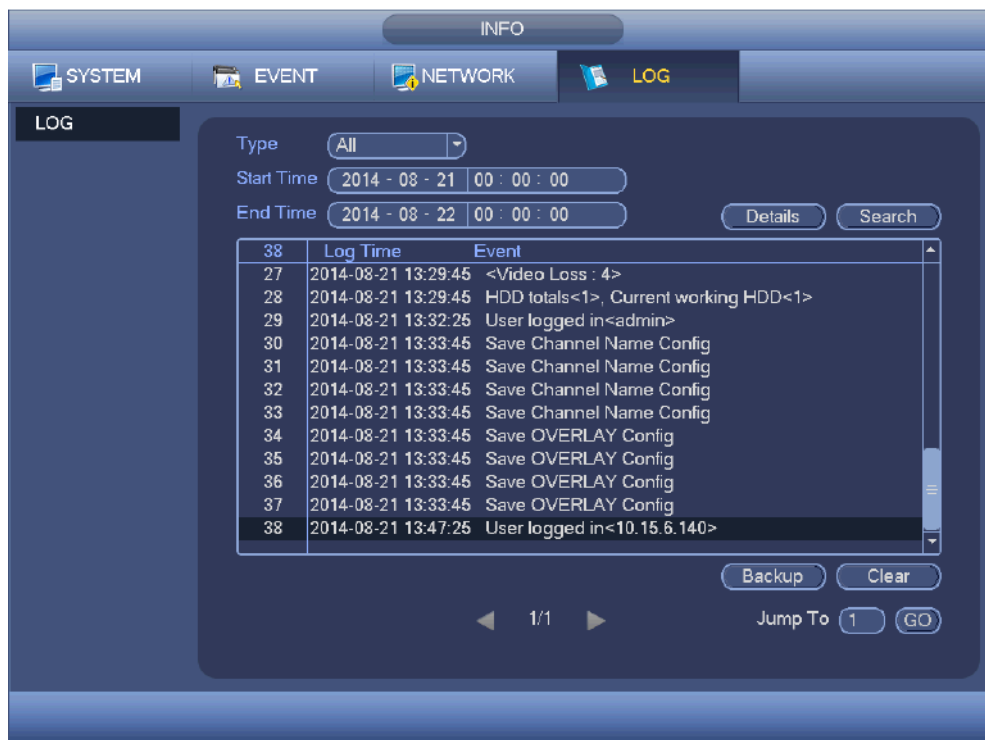 INFO
SYSTEM EVENT NETWORK LOG
LOG
Type All
Start Time 2014 - 08 - 21 00 : 00 : 00
End Time 2014 - 08 - 22 00 : 00 : 00 Details Search
38 Log Time Event
27 2014-08-21 13:29:45 <Video Loss : 4>
28 2014-08-21 13:29:45 HDD totals<1>, Current working HDD<1>
29 2014-08-21 13:32:25 User logged in<admin>
30 2014-08-21 13:33:45 Save Channel Name Config
31 2014-08-21 13:33:45 Save Channel Name Config
32 2014-08-21 13:33:45 Save Channel Name Config
33 2014-08-21 13:33:45 Save Channel Name Config
34 2014-08-21 13:33:45 Save OVERLAY Config
35 2014-08-21 13:33:45 Save OVERLAY Config
36 2014-08-21 13:33:45 Save OVERLAY Config
37 2014-08-21 13:33:45 Save OVERLAY Config
38 2014-08-21 13:47:25 User logged in<10.15.6.140>
Backup Clear
1/1 Jump To 1 GO